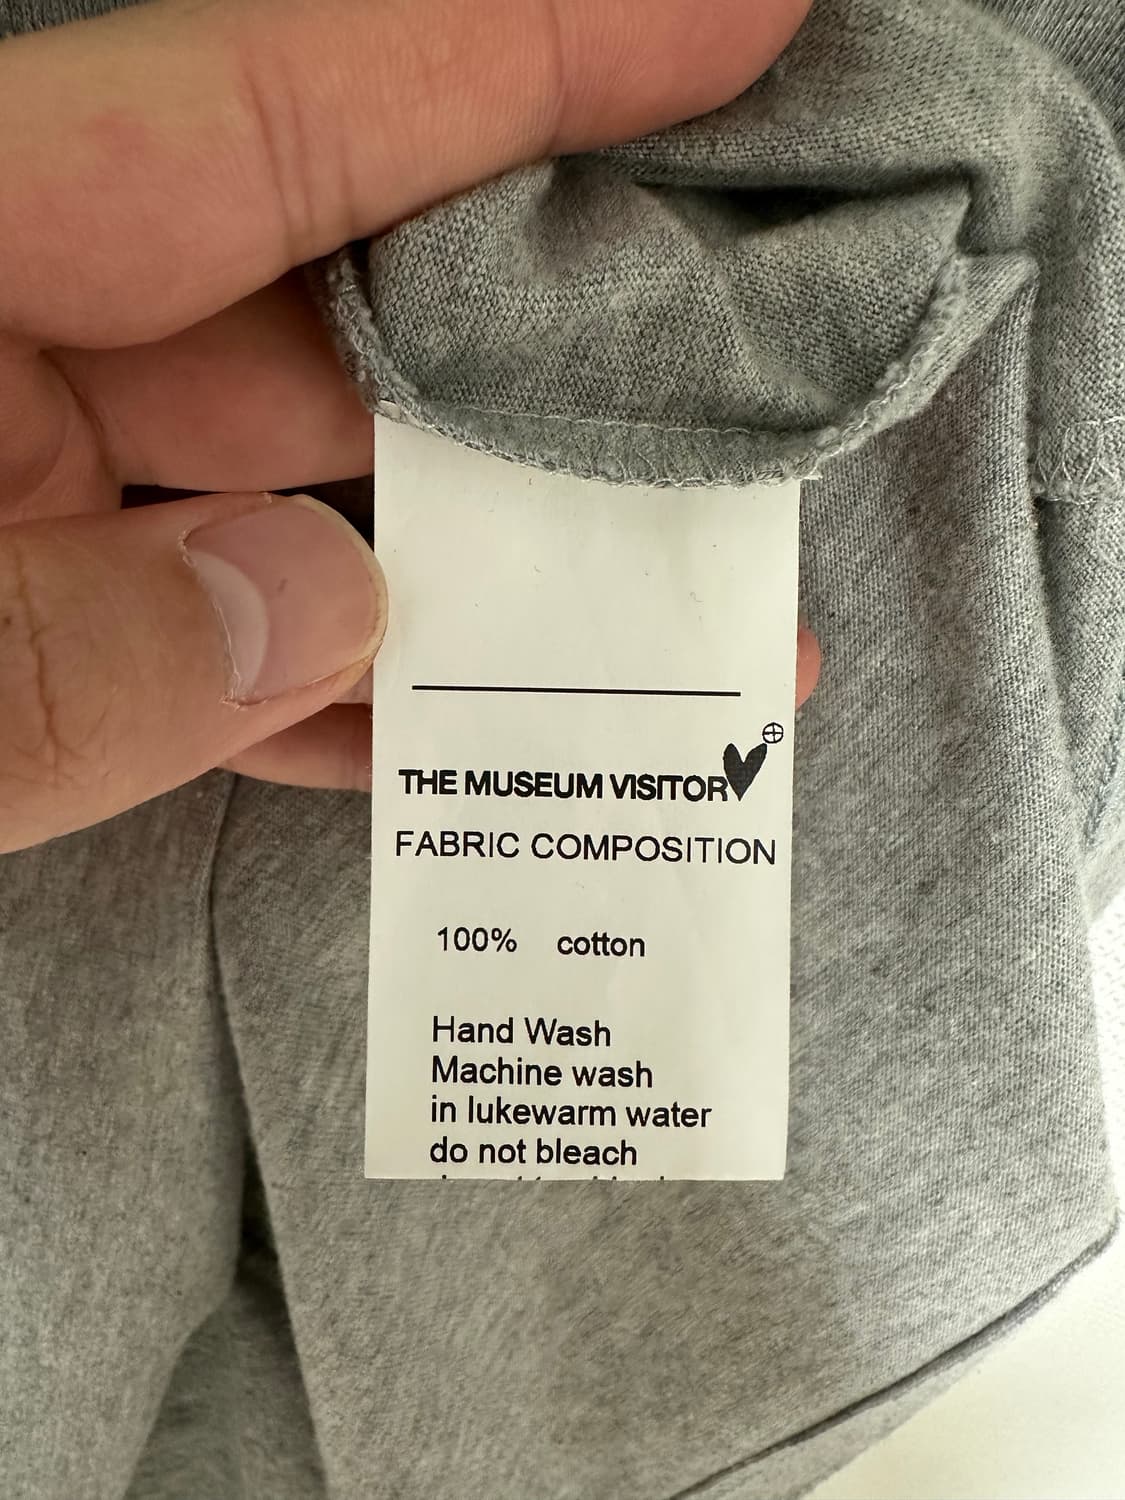 THE MUSEUM VISITOR
FABRIC COMPOSITION
100% cotton
Hand Wash
Machine wash
in lukewarm water
do not bleach